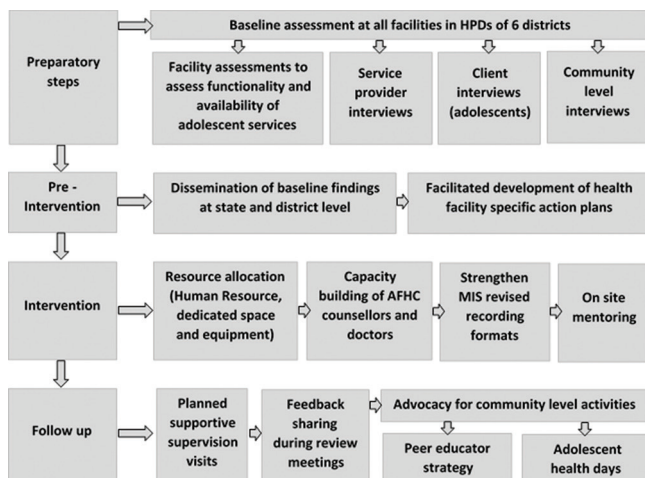 Baseline assessment at all facilities in HPDs of 6 districts
Preparatory
steps
Facility assessments to
assess functionality and
availability of
adolescent services
Service
provider
interviews
Client
interviews
(adolescents)
Community
level
interviews
Pre -
Intervention
Dissemination of baseline findings
at state and district level
Facilitated development of health
facility specific action plans
Intervention
Resource allocation
(Human Resource,
dedicated space
and equipment)
Capacity
building of AFHC
counsellors and
doctors
Strengthen
MIS revised
recording
formats
On site
mentoring
Follow up
Planned
supportive
supervision
visits
Feedback
sharing
during review
meetings
Advocacy for community level activities
Peer educator
strategy
Adolescent
health days